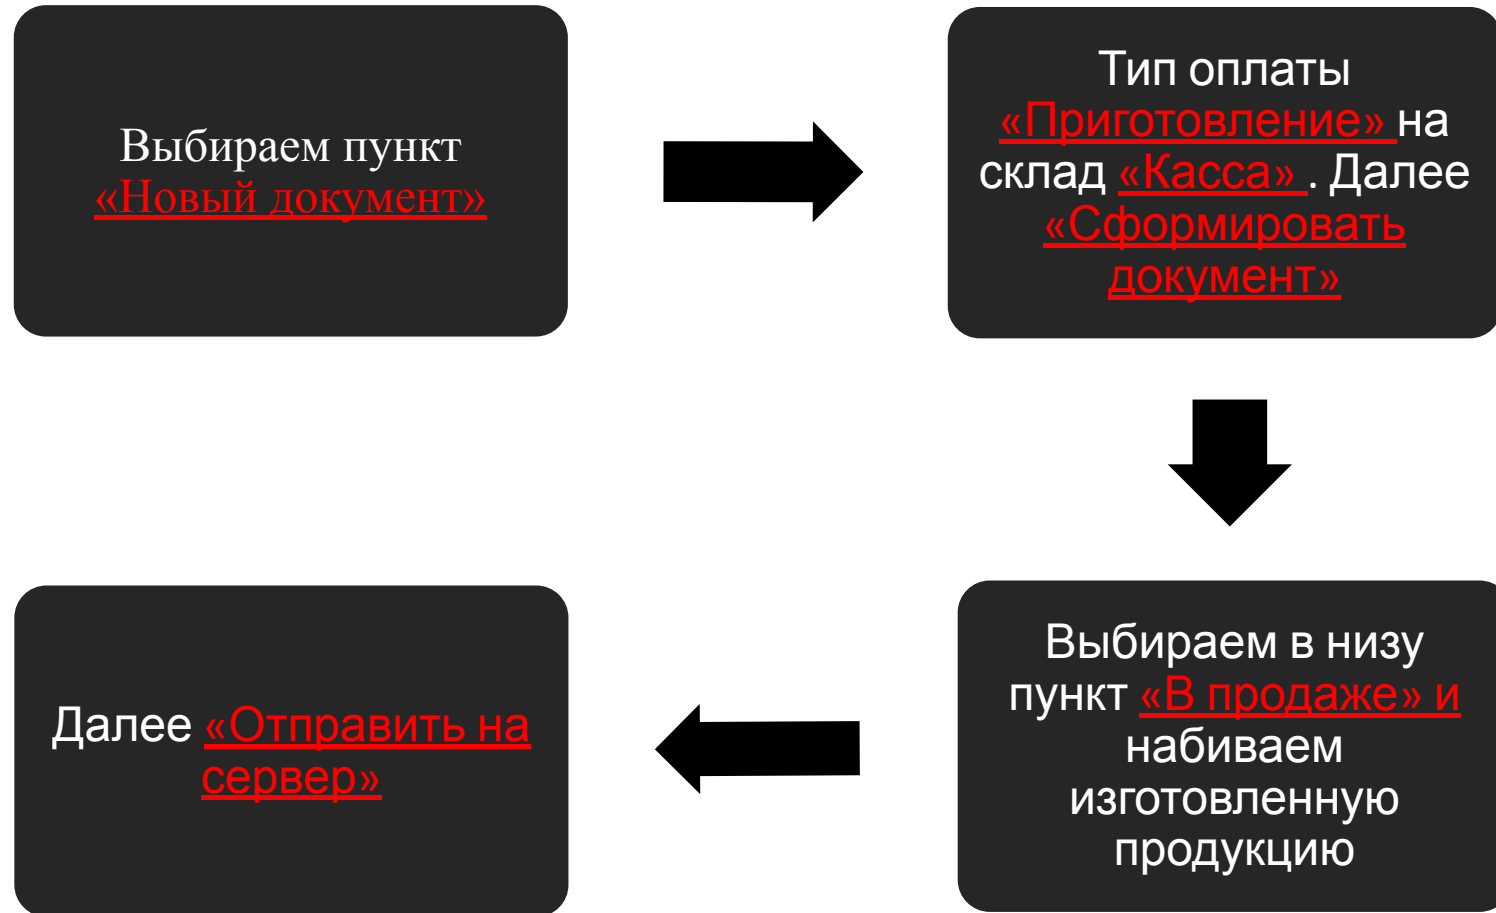 Выбираем пункт
«Новый документ»
Тип оплаты
«Приготовление» на
склад «Касса» . Далее
«Сформировать
документ»
Выбираем в низу
пункт «В продаже» и
набиваем
изготовленную
продукцию
Далее «Отправить на
сервер»